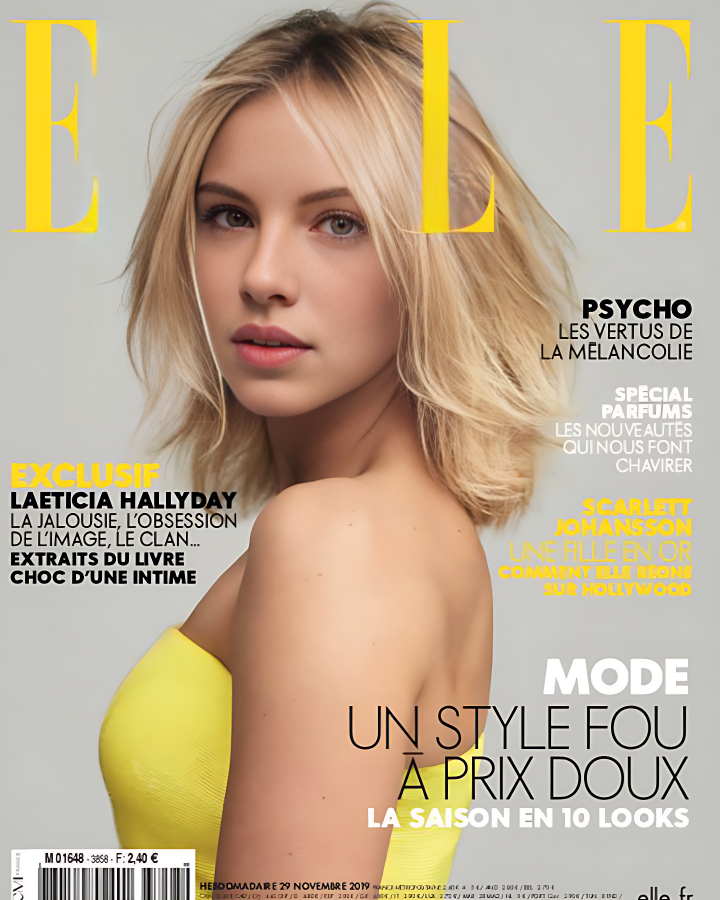 ELLE
PSYCHO
LES VERTUS DE
LA MÉLANCOLIE
SPÉCIAL
PARFUMS
LES NOUVEAUTÉS
QUI NOUS FONT
CHAVIRER
EXCLUSIF
LAETICIA HALLYDAY
LA JALOUSIE, L'OBSESSION
DE L'IMAGE, LE CLAN...
EXTRAITS DU LIVRE
CHOC D'UNE INTIME
SCARLETT
JOHANSSON
UNE FILLE EN OR
COMMENT ELLE RÈGNE
SUR HOLLYWOOD
MODE
UN STYLE FOU
À PRIX DOUX
LA SAISON EN 10 LOOKS
M 01648 - 3858 - F: 2,40 €
HEBDOMADAIRE 29 NOVEMBRE 2019
elle.fr